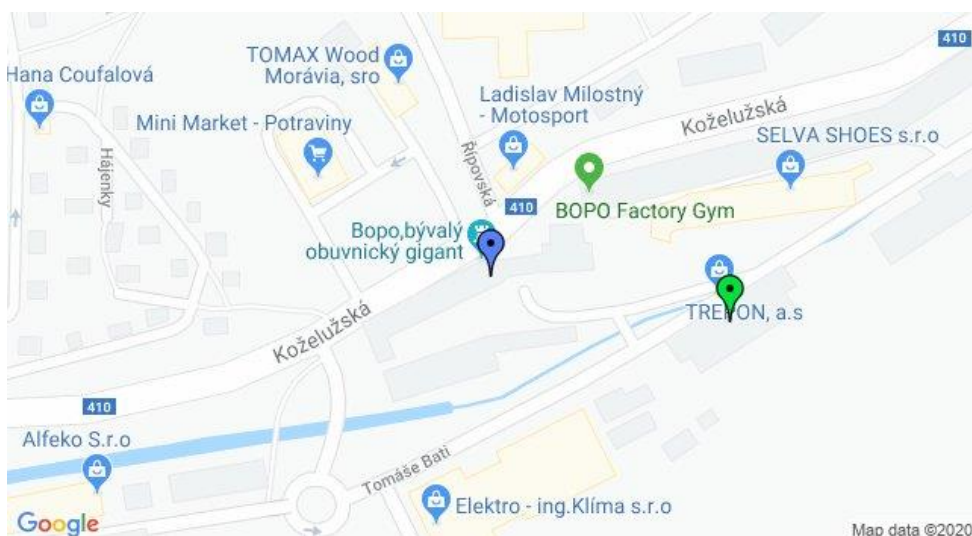 410
TOMAX Wood
Morávia, sro
Hana Coufalová
Ladislav Milostný
- Motosport
Koželužská
Mini Market - Potraviny
SELVA SHOES s.r.o
Řípovská
Hájenky
410
BOPO Factory Gym
Bopo,bývalý
obuvnický gigant
TREPON, a.s
Koželužská
410
Alfeko S.r.o
Tomáše Bati
Elektro - ing.Klíma s.r.o
Google
Map data ©2020